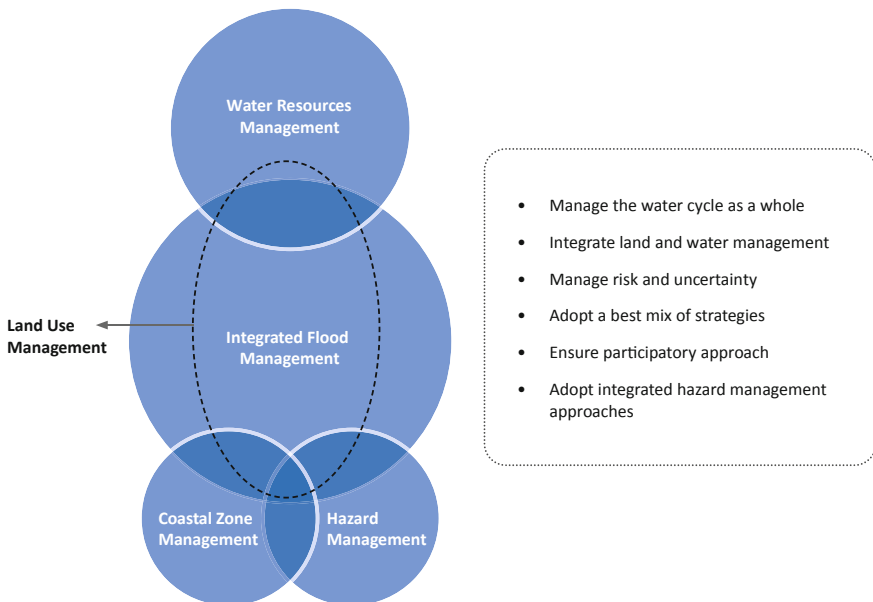 Water Resources
Management
Land Use
Management
Integrated Flood
Management
Coastal Zone
Management
Hazard
Management
• Manage the water cycle as a whole
• Integrate land and water management
• Manage risk and uncertainty
• Adopt a best mix of strategies
• Ensure participatory approach
• Adopt integrated hazard management
approaches